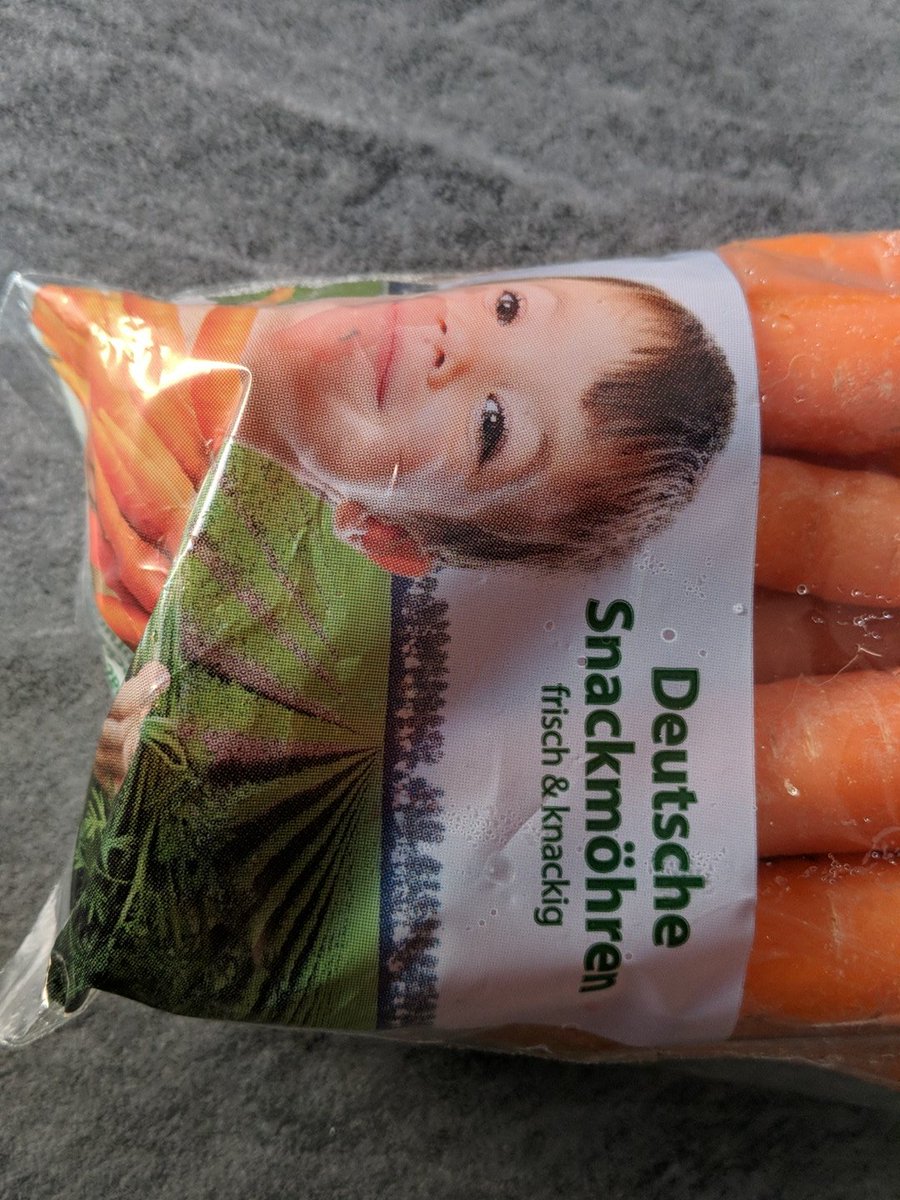 Deutsche
Snackmöhren
frisch & knackig